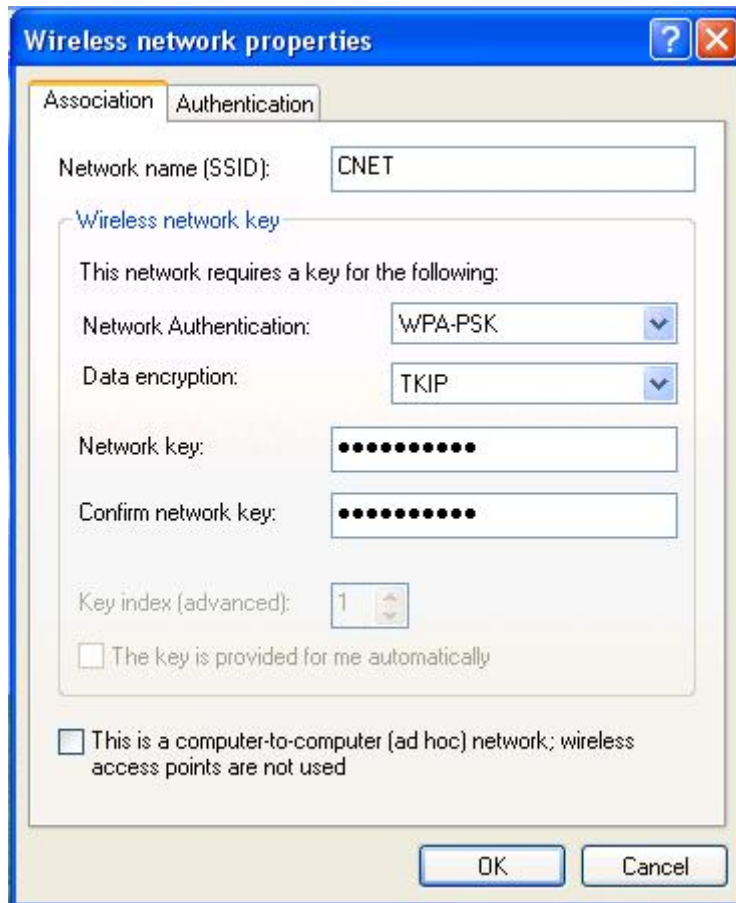 Wireless network properties
Association
Authentication
Network name (SSID):
CNET
Wireless network key
This network requires a key for the following:
Network Authentication:
WPA-PSK
Data encryption:
TKIP
Network key:
••••••••••
Confirm network key:
••••••••••
Key index (advanced):
1
The key is provided for me automatically
This is a computer-to-computer (ad hoc) network; wireless
access points are not used
OK
Cancel